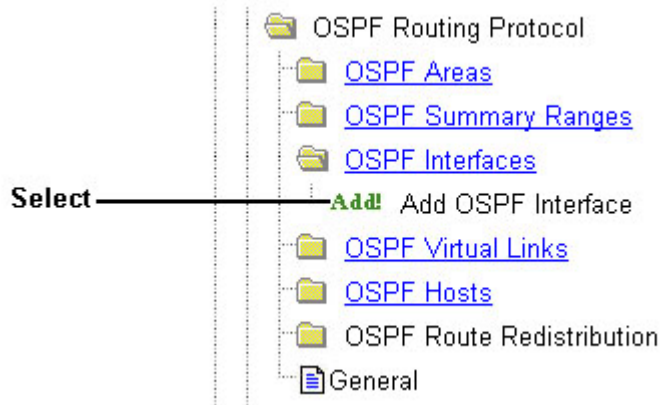 OSPF Routing Protocol
OSPF Areas
OSPF Summary Ranges
OSPF Interfaces
Select Add! Add OSPF Interface
OSPF Virtual Links
OSPF Hosts
OSPF Route Redistribution
General